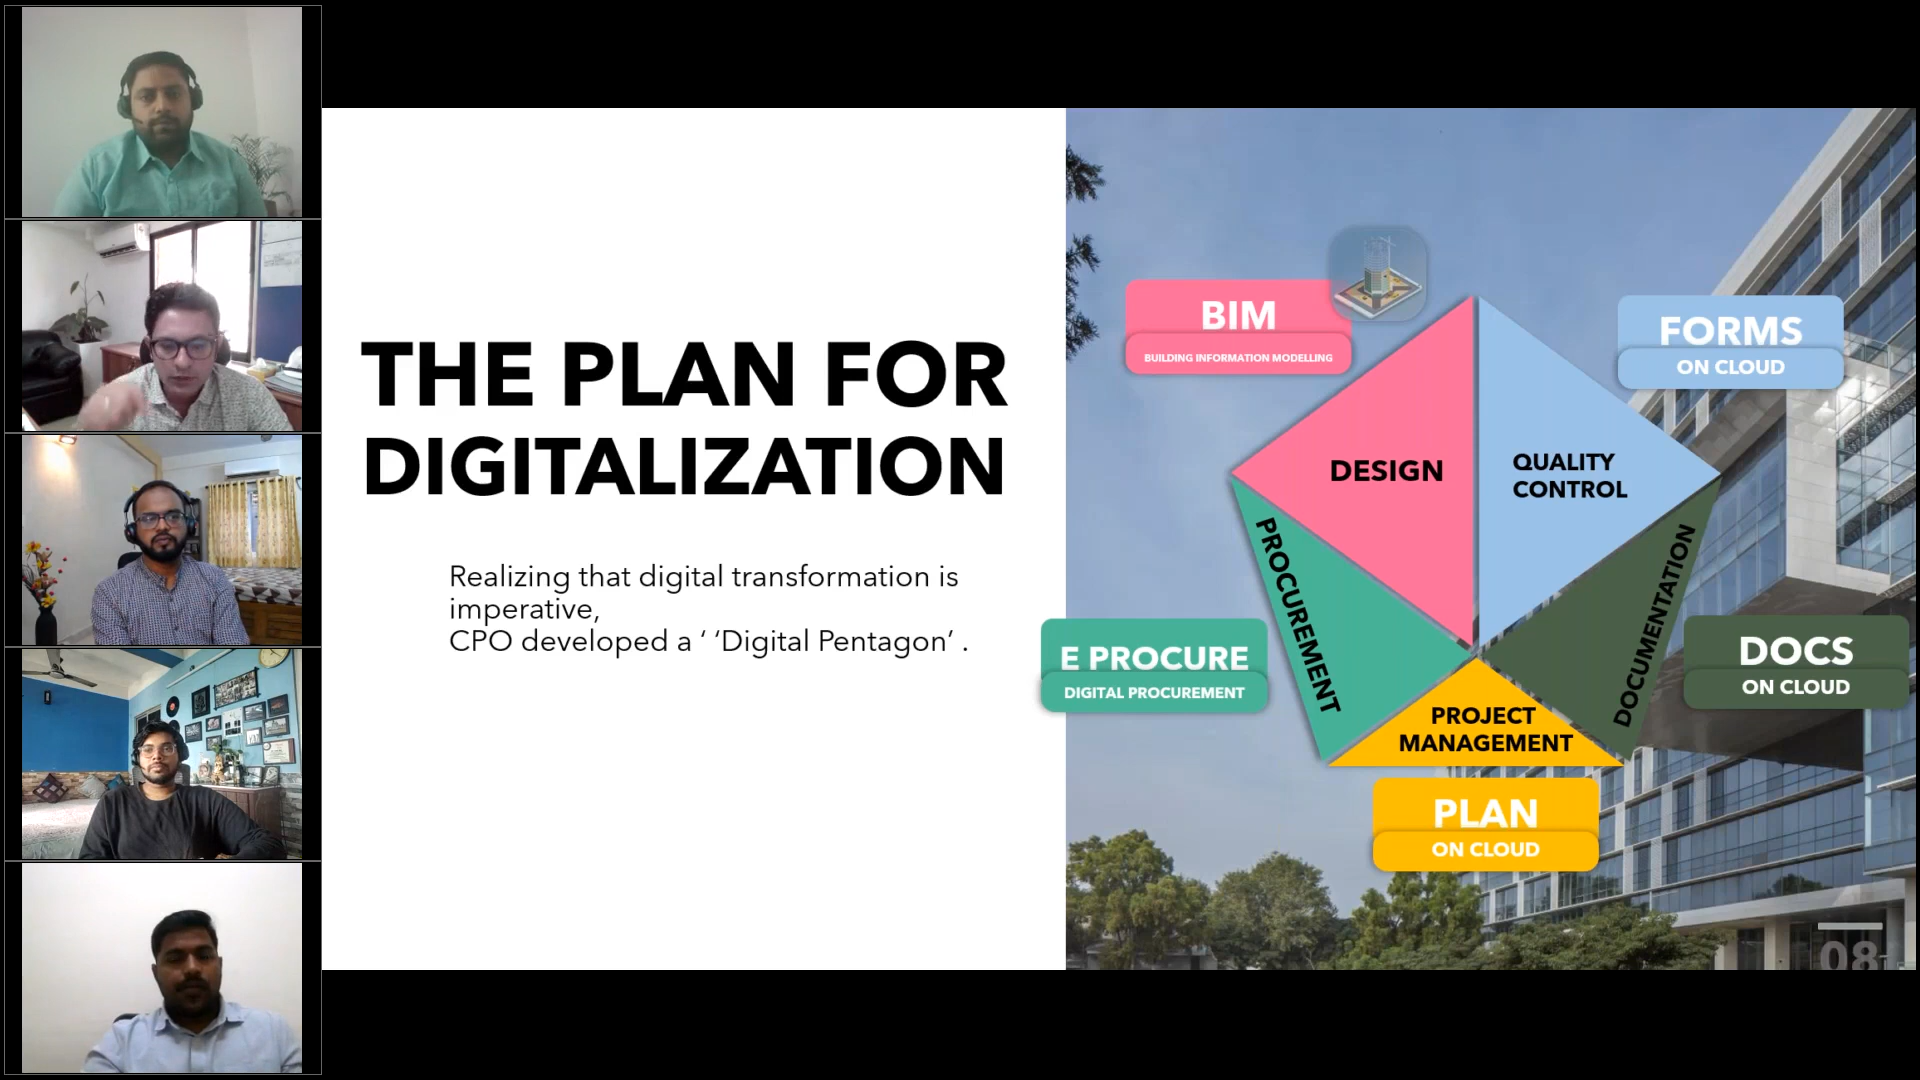 THE PLAN FOR
DIGITALIZATION
Realizing that digital transformation is
imperative,
CPO developed a ‘ ’Digital Pentagon’ .
BIM
BUILDING INFORMATION MODELLING
FORMS
ON CLOUD
DESIGN
QUALITY
CONTROL
PROCUREMENT
DOCUMENTATION
E PROCURE
DIGITAL PROCUREMENT
DOCS
ON CLOUD
PROJECT
MANAGEMENT
PLAN
ON CLOUD
08